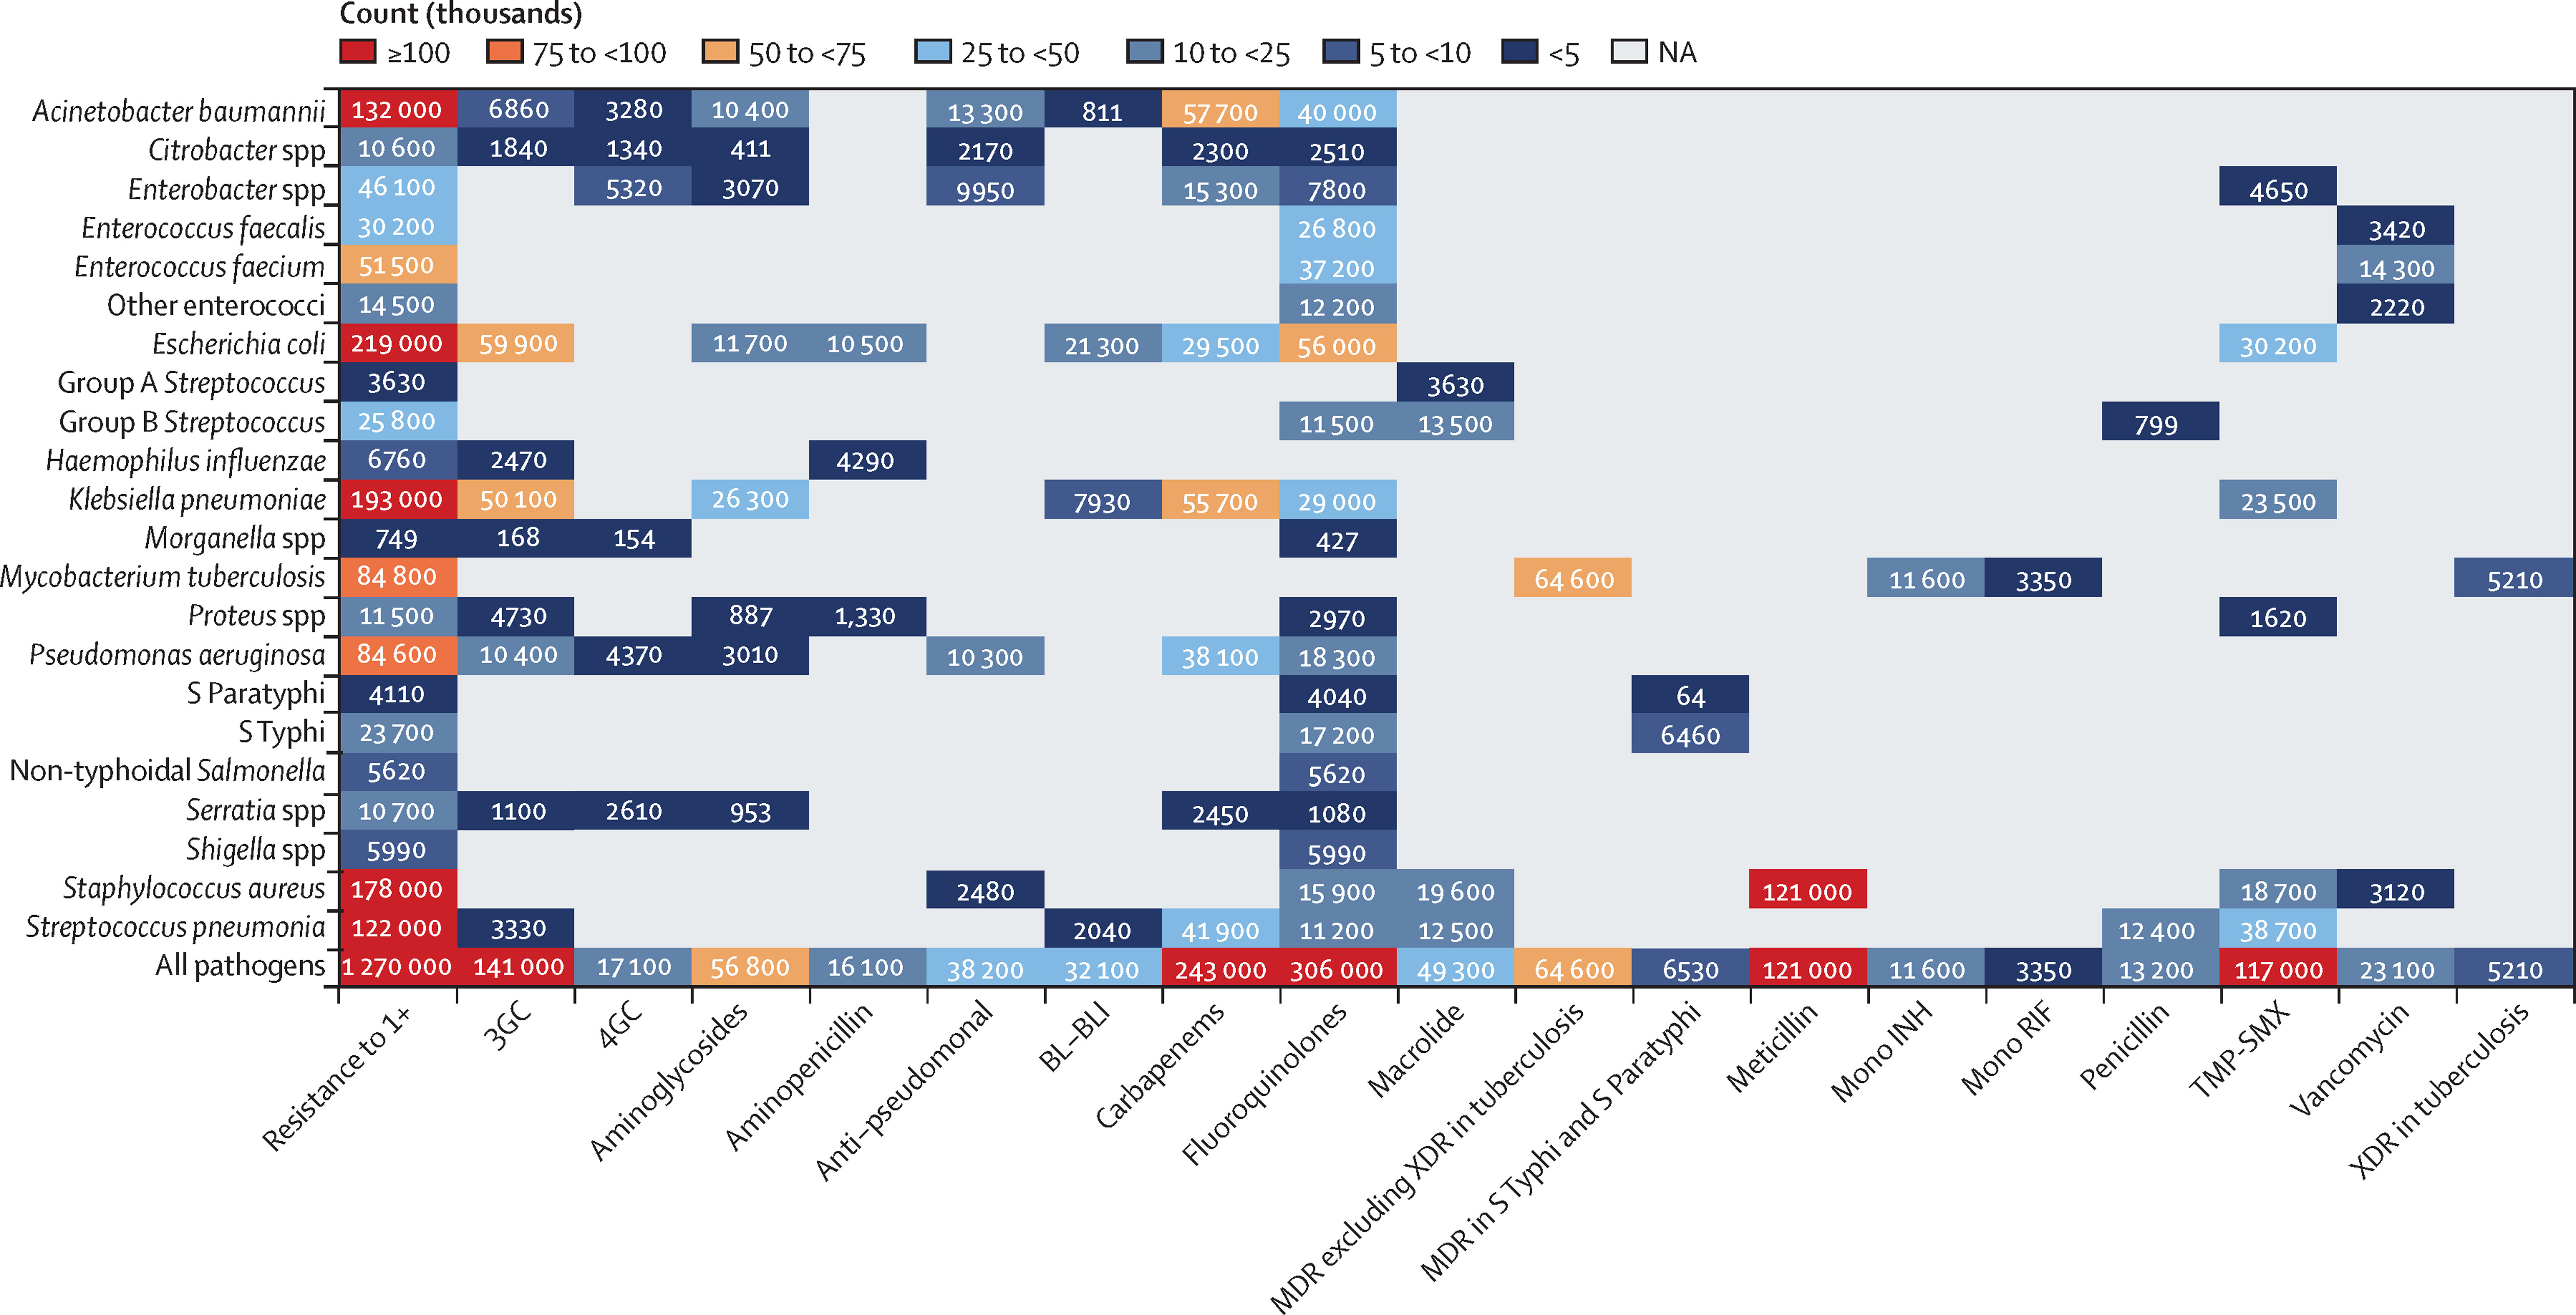 Count (thousands)
≥100 75 to <100 50 to <75 25 to <50 10 to <25 5 to <10 <5 NA
Acinetobacter baumannii 132 000 6860 3280 10 400 13 300 811 57 700 40 000
Citrobacter spp 10 600 1840 1340 411 2170 2300 2510
Enterobacter spp 46 100 5320 3070 9950 15 300 7800 4650
Enterococcus faecalis 30 200 26 800 3420
Enterococcus faecium 51 500 37 200 14 300
Other enterococci 14 500 12 200 2220
Escherichia coli 219 000 59 900 11 700 10 500 21 300 29 500 56 000 30 200
Group A Streptococcus 3630 3630
Group B Streptococcus 25 800 11 500 13 500 799
Haemophilus influenzae 6760 2470 4290
Klebsiella pneumoniae 193 000 50 100 26 300 7930 55 700 29 000 23 500
Morganella spp 749 168 154 427
Mycobacterium tuberculosis 84 800 64 600 11 600 3350 5210
Proteus spp 11 500 4730 887 1,330 2970 1620
Pseudomonas aeruginosa 84 600 10 400 4370 3010 10 300 38 100 18 300
S Paratyphi 4110 4040 64
S Typhi 23 700 17 200 6460
Non-typhoidal Salmonella 5620 5620
Serratia spp 10 700 1100 2610 953 2450 1080
Shigella spp 5990 5990
Staphylococcus aureus 178 000 2480 15 900 19 600 121 000 18 700 3120
Streptococcus pneumonia 122 000 3330 2040 41 900 11 200 12 500 12 400 38 700
All pathogens 1 270 000 141 000 17 100 56 800 16 100 38 200 32 100 243 000 306 000 49 300 64 600 6530 121 000 11 600 3350 13 200 117 000 23 100 5210
Resistance to 1+
3GC
4GC
Aminoglycosides
Aminopenicillin
Anti-pseudomonal
BL-BLI
Carbapenems
Fluoroquinolones
Macrolide
MDR excluding XDR in tuberculosis
MDR in S Typhi and S Paratyphi
Meticillin
Mono INH
Mono RIF
Penicillin
TMP-SMX
Vancomycin
XDR in tuberculosis